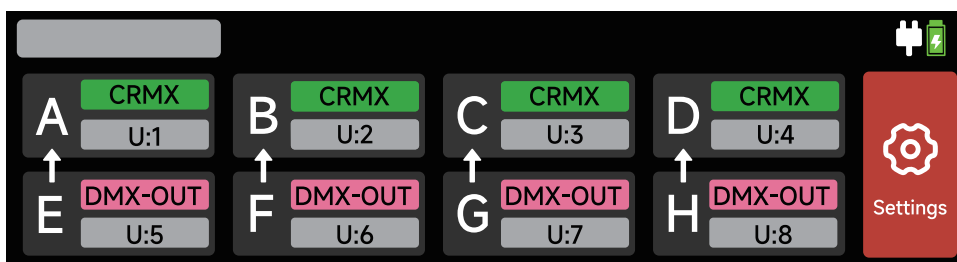 A CRMX U:1
B CRMX U:2
C CRMX U:3
D CRMX U:4
E DMX-OUT U:5
F DMX-OUT U:6
G DMX-OUT U:7
H DMX-OUT U:8
Settings